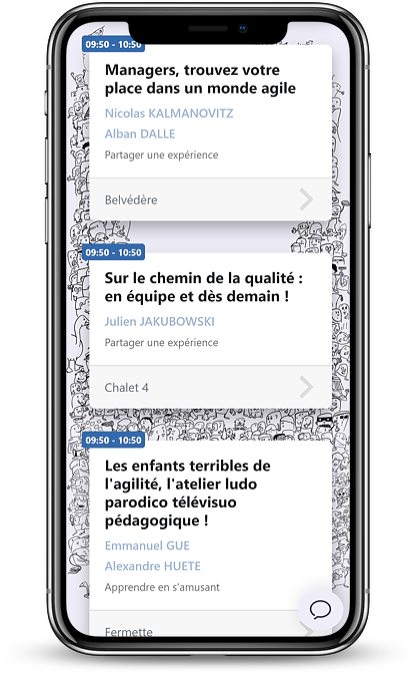 09:50 - 10:50
Managers, trouvez votre
place dans un monde agile
Nicolas KALMANOVITZ
Alban DALLE
Partager une expérience
Belvédère
09:50 - 10:50
Sur le chemin de la qualité :
en équipe et dès demain !
Julien JAKUBOWSKI
Partager une expérience
Chalet 4
09:50 - 10:50
Les enfants terribles de
l'agilité, l'atelier ludo
parodico télévisuo
pédagogique !
Emmanuel GUE
Alexandre HUETE
Apprendre en s'amusant
Fermette